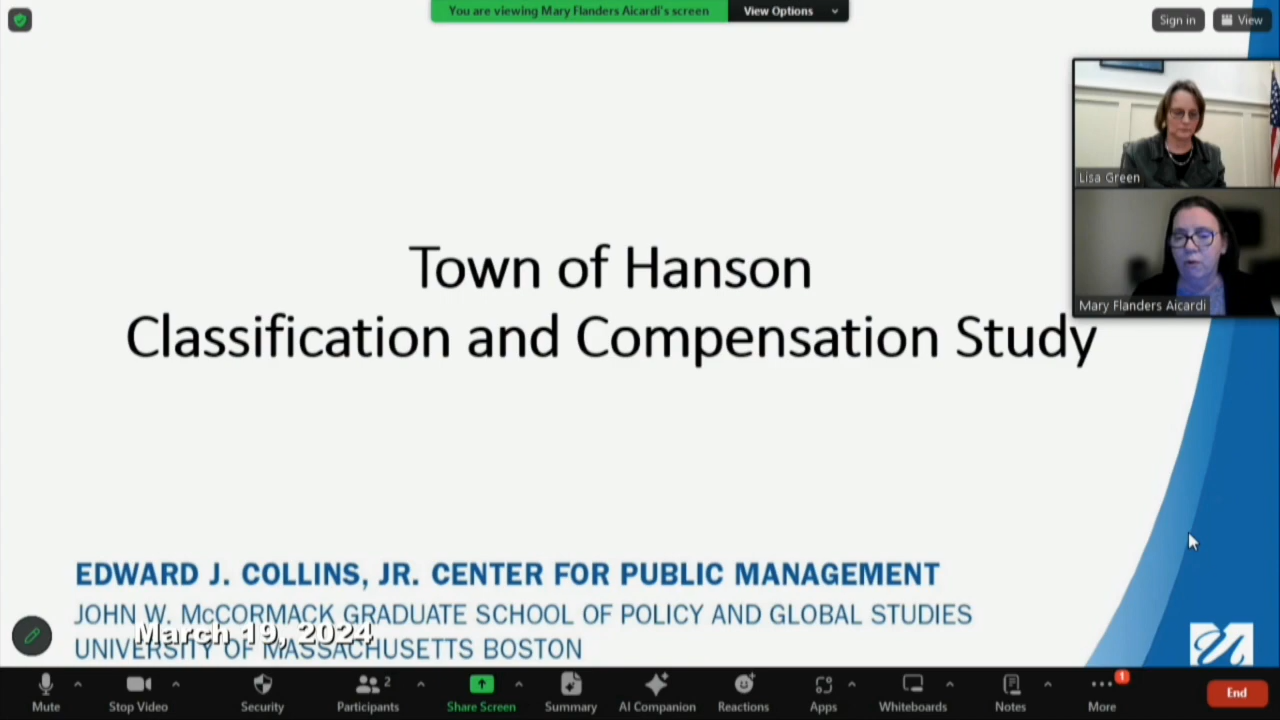 You are viewing Mary Flanders Aicardi's screen
View Options
Sign in
View
Lisa Green
Mary Flanders Aicardi
Town of Hanson
Classification and Compensation Study
EDWARD J. COLLINS, JR. CENTER FOR PUBLIC MANAGEMENT
JOHN W. McCORMACK GRADUATE SCHOOL OF POLICY AND GLOBAL STUDIES
March 19, 2024
UNIVERSITY OF MASSACHUSETTS BOSTON
2
1
Mute
Stop Video
Security
Participants
Share Screen
Summary
AI Companion
Reactions
Apps
Whiteboards
Notes
More
End